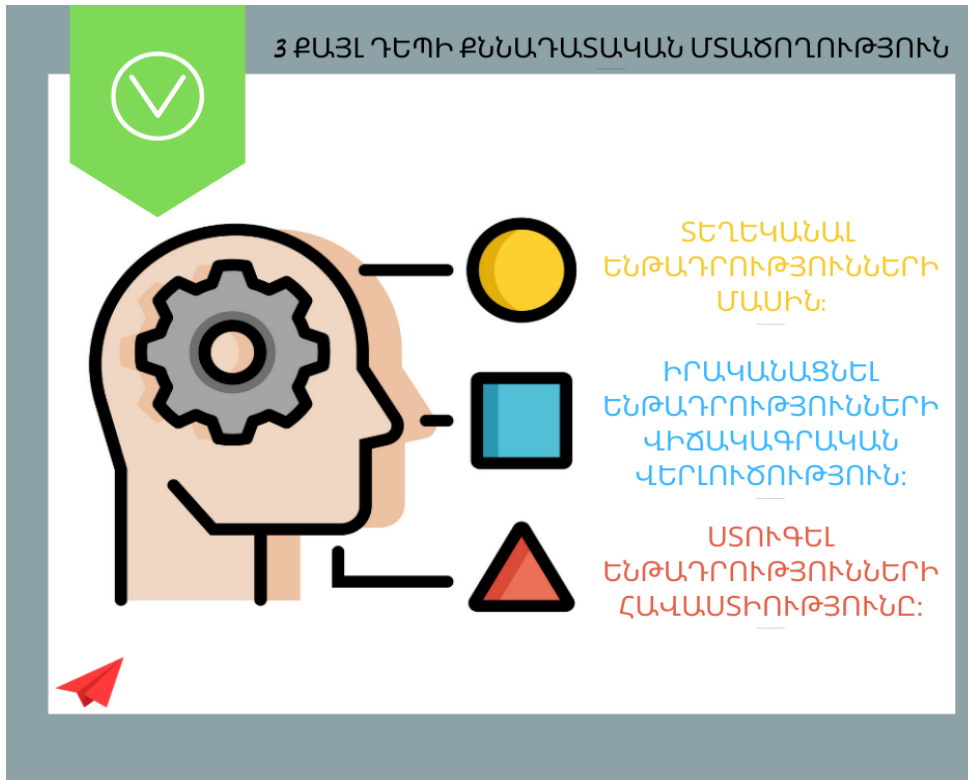 3 ՔԱՅԼ ԴԵՊԻ ՔՆՆԱԴԱՏԱԿԱՆ ՄՏԱԾՈՂՈՒԹՅՈՒՆ
ՏԵՂԵԿԱՆԱԼ
ԵՆԹԱԴՐՈՒԹՅՈՒՆՆԵՐԻ
ՄԱՍԻՆ:
ԻՐԱԿԱՆԱՑՆԵԼ
ԵՆԹԱԴՐՈՒԹՅՈՒՆՆԵՐԻ
ՎԻՃԱԿԱԳՐԱԿԱՆ
ՎԵՐԼՈՒԾՈՒԹՅՈՒՆ:
ՍՏՈՒԳԵԼ
ԵՆԹԱԴՐՈՒԹՅՈՒՆՆԵՐԻ
ՀԱՎԱՍՏԻՈՒԹՅՈՒՆԸ: